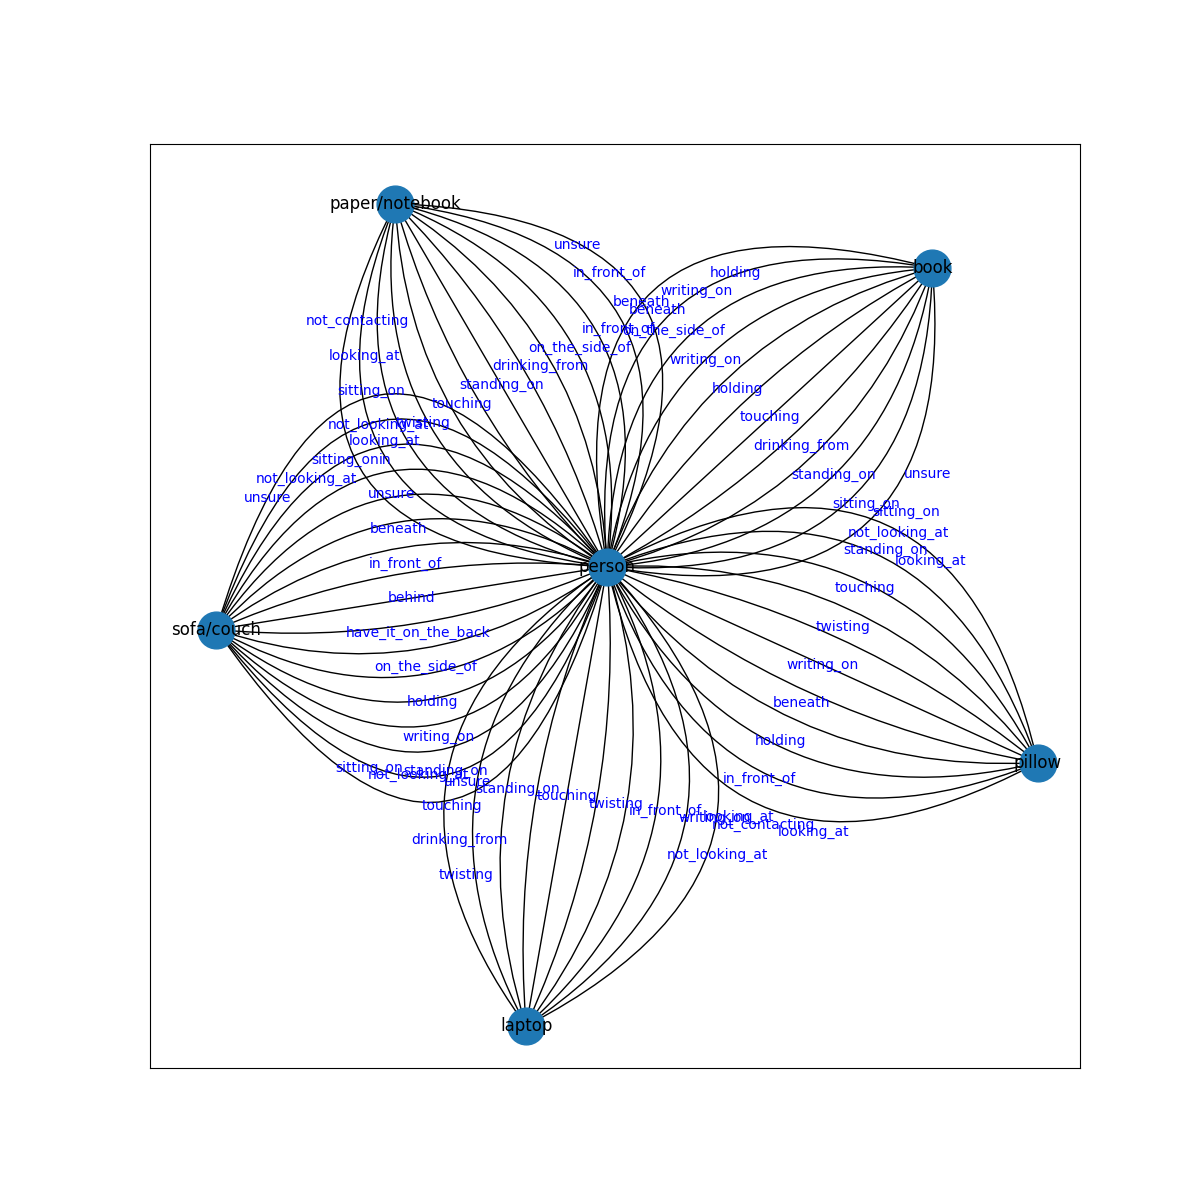 paper/notebook
unsure
book
in_front_of
holding
writing_on
beneath
beneath
not_contacting
in_front_of
on_the_side_of
on_the_side_of
looking_at
writing_on
drinking_from
standing_on
holding
sitting_on
touching
touching
not_looking_at
twisting
looking_at
drinking_from
sitting_on
in
not_looking_at
standing_on
unsure
unsure
unsure
sitting_on
sitting_on
beneath
not_looking_at
standing_on
looking_at
in_front_of
person
touching
behind
sofa/couch
have_it_on_the_back
twisting
on_the_side_of
writing_on
holding
beneath
writing_on
holding
pillow
sitting_on
not_looking_at
standing_on
unsure
in_front_of
standing_on
touching
touching
twisting
in_front_of
writing_on
looking_at
not_contacting
looking_at
drinking_from
not_looking_at
twisting
laptop